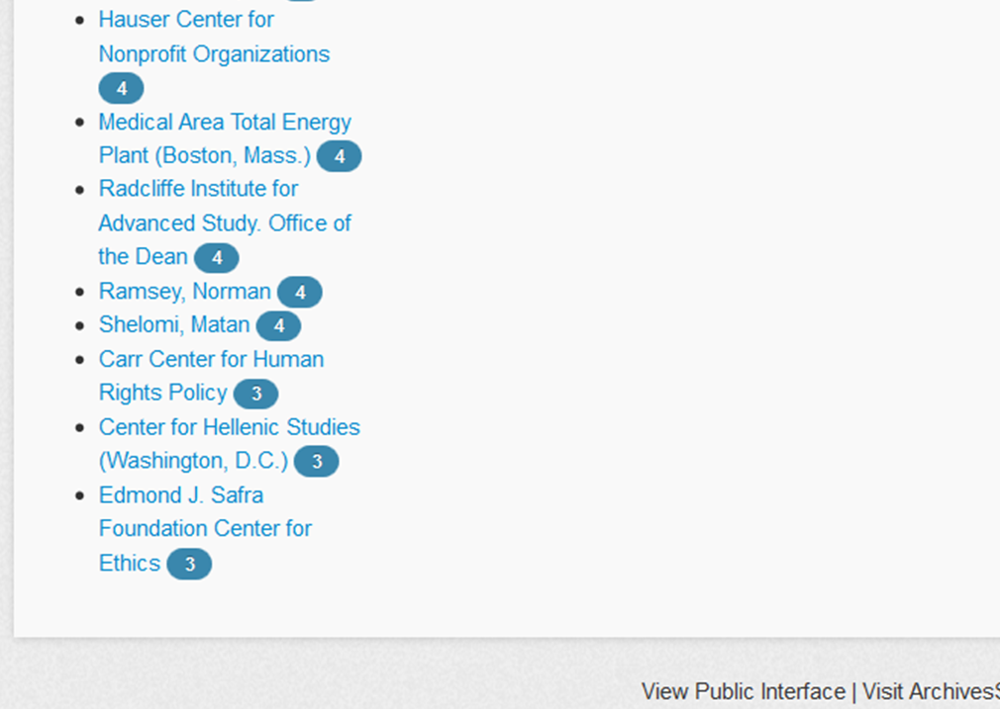 Hauser Center for
Nonprofit Organizations
4
Medical Area Total Energy
Plant (Boston, Mass.) 4
Radcliffe Institute for
Advanced Study. Office of
the Dean 4
Ramsey, Norman 4
Shelomi, Matan 4
Carr Center for Human
Rights Policy 3
Center for Hellenic Studies
(Washington, D.C.) 3
Edmond J. Safra
Foundation Center for
Ethics 3
View Public Interface | Visit Archives